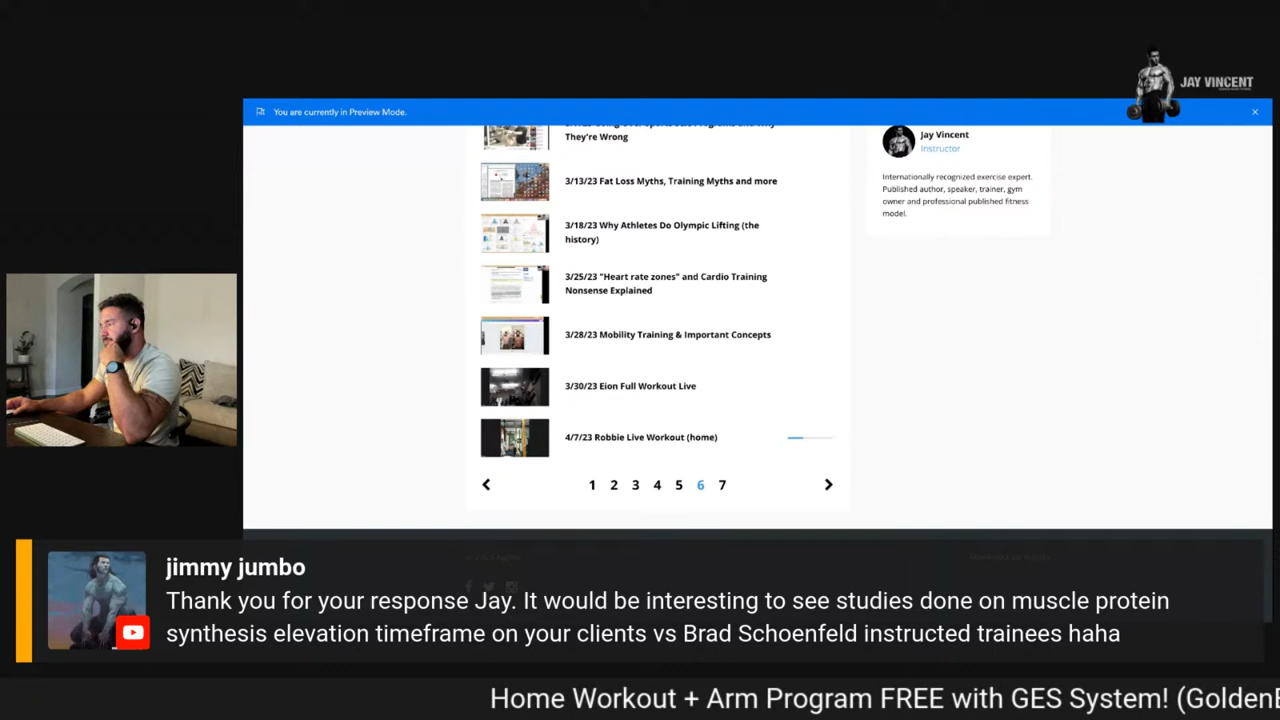 JAY VINCENT
You are currently in Preview Mode.
They're Wrong
3/13/23 Fat Loss Myths, Training Myths and more
3/18/23 Why Athletes Do Olympic Lifting (the
history)
3/25/23 "Heart rate zones" and Cardio Training
Nonsense Explained
3/28/23 Mobility Training & Important Concepts
3/30/23 Eion Full Workout Live
4/7/23 Robbie Live Workout (home)
1 2 3 4 5 6 7
Jay Vincent
Instructor
Internationally recognized exercise expert.
Published author, speaker, trainer, gym
owner and professional published fitness
model.
jimmy jumbo
Thank you for your response Jay. It would be interesting to see studies done on muscle protein
synthesis elevation timeframe on your clients vs Brad Schoenfeld instructed trainees haha
Home Workout + Arm Program FREE with GES System! (GoldenE